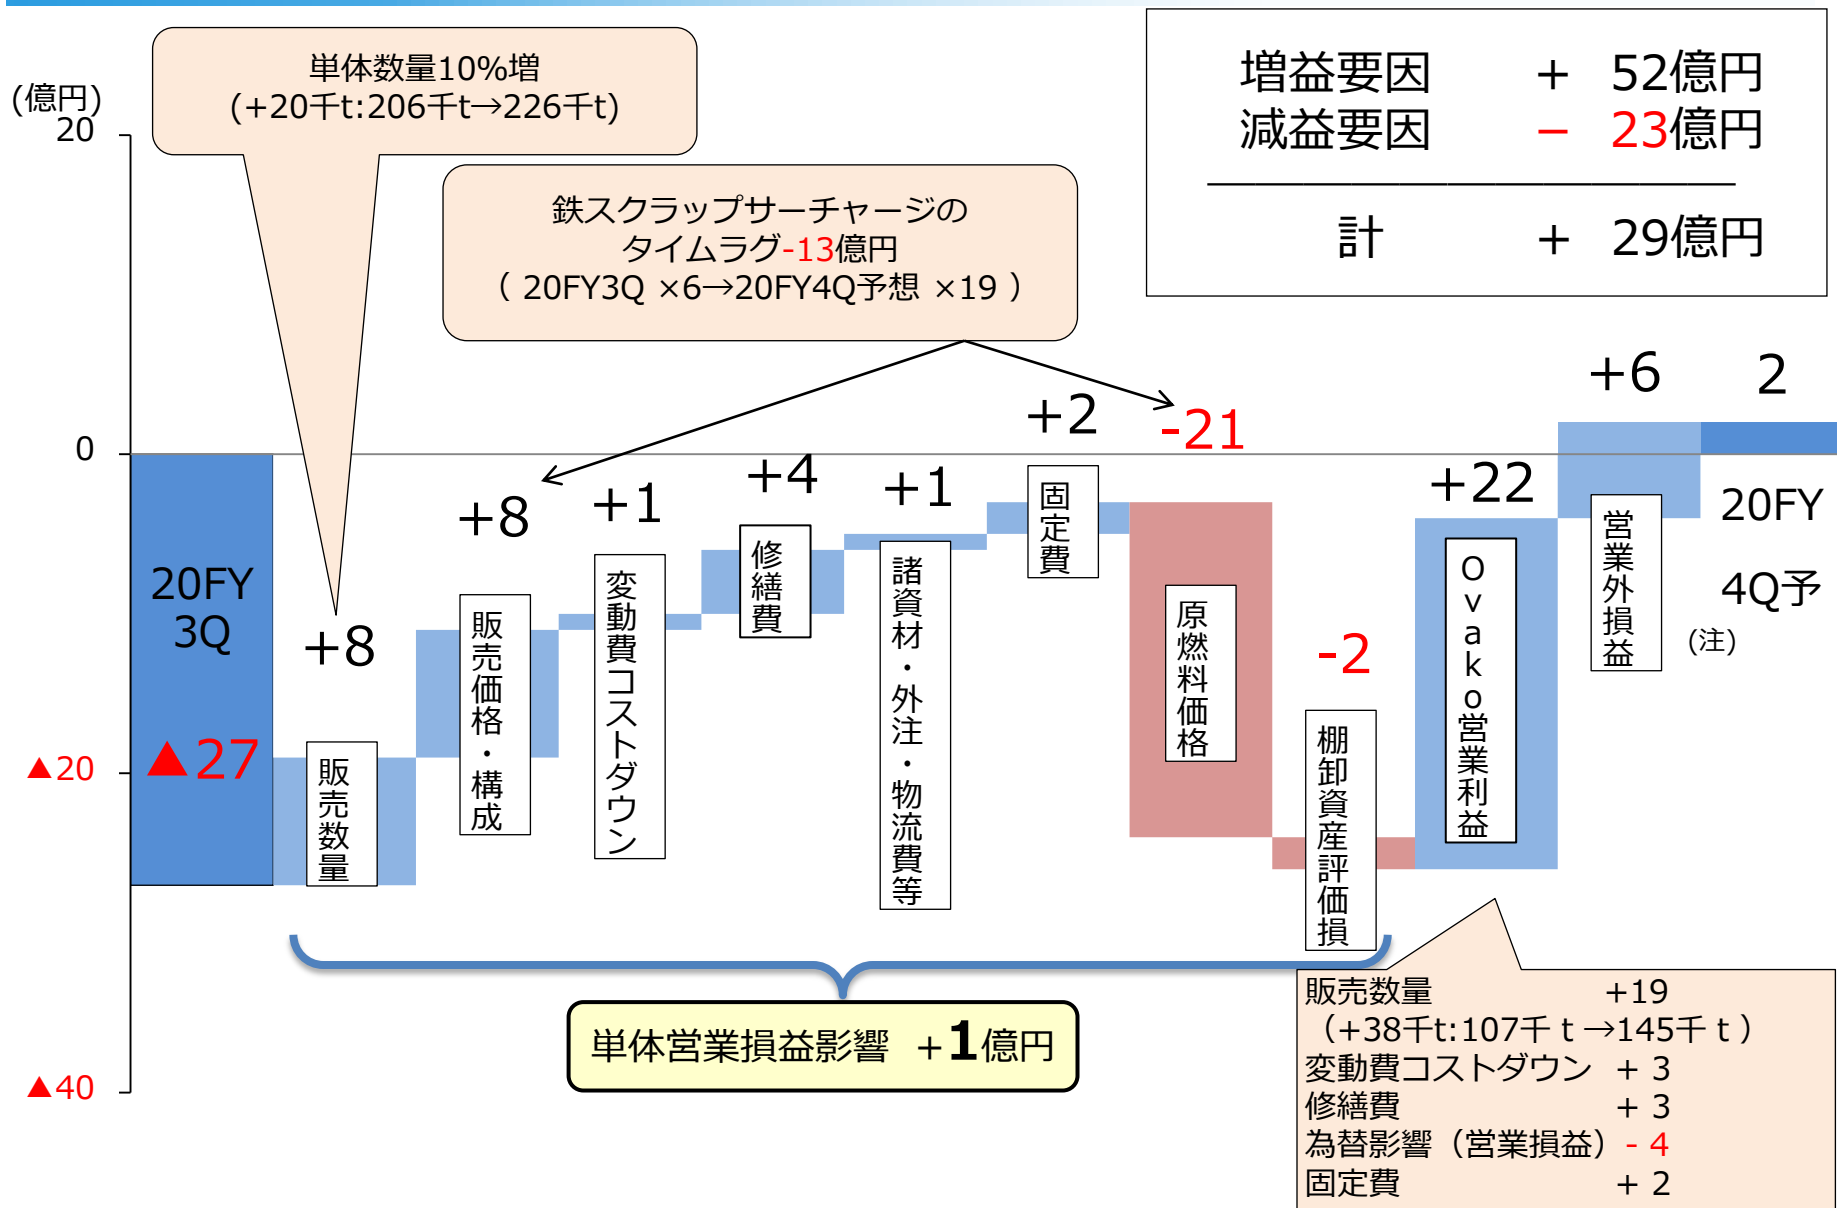 (億円)
20
0
▲20
▲40
単体数量10%増
(+20千t:206千t→226千t)
鉄スクラップサーチャージの
タイムラグ-13億円
（ 20FY3Q ×6→20FY4Q予想 ×19 ）
増益要因 + 52億円
減益要因 − 23億円
計 + 29億円
20FY
3Q
▲27
+8
販売数量
+8
販売価格・構成
+1
変動費コストダウン
+4
修繕費
+1
諸資材・外注・物流費等
+2
固定費
-21
原燃料価格
-2
棚卸資産評価損
+22
Ovako営業利益
+6
営業外損益
(注)
2
20FY
4Q予
単体営業損益影響 +1億円
販売数量 +19
（+38千t:107千ｔ→145千ｔ）
変動費コストダウン + 3
修繕費 + 3
為替影響（営業損益） - 4
固定費 + 2